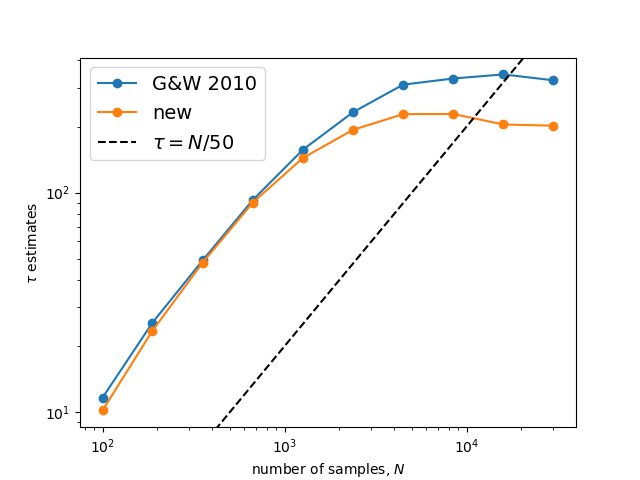 G&W 2010
new
τ = N/50
τ estimates
10²
10¹
10²
10³
10⁴
number of samples, N